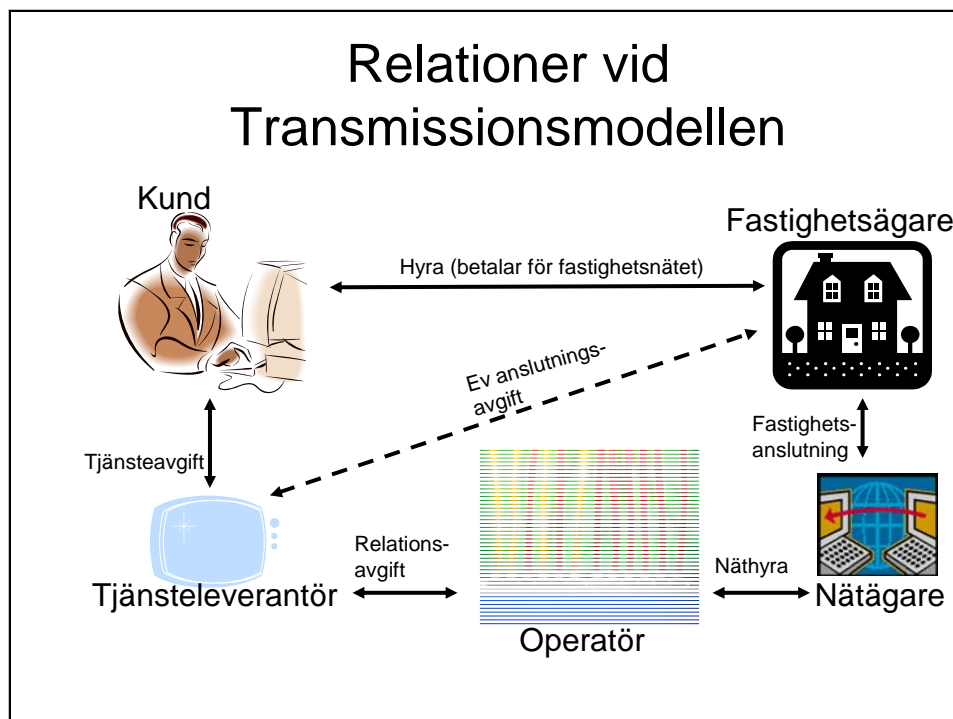 Relationer vid
Transmissionsmodellen
Kund
Fastighetsägare
Hyra (betalar för fastighetsnätet)
Ev anslutnings-
avgift
Fastighets-
anslutning
Tjänsteavgift
Relations-
avgift
Näthyra
Tjänsteleverantör
Nätägare
Operatör